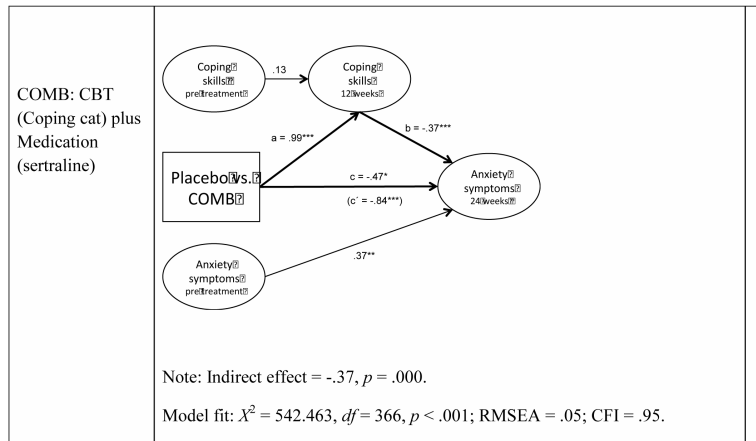 COMB: CBT
(Coping cat) plus
Medication
(sertraline)
Coping
skills
pretreatment
.13
Coping
skills
12 weeks
a = .99***
b = -.37***
Placebo vs.
COMB
c = -.47*
(c´ = -.84***)
Anxiety
symptoms
24 weeks
.37**
Anxiety
symptoms
pretreatment
Note: Indirect effect = -.37, p = .000.
Model fit: X² = 542.463, df = 366, p < .001; RMSEA = .05; CFI = .95.